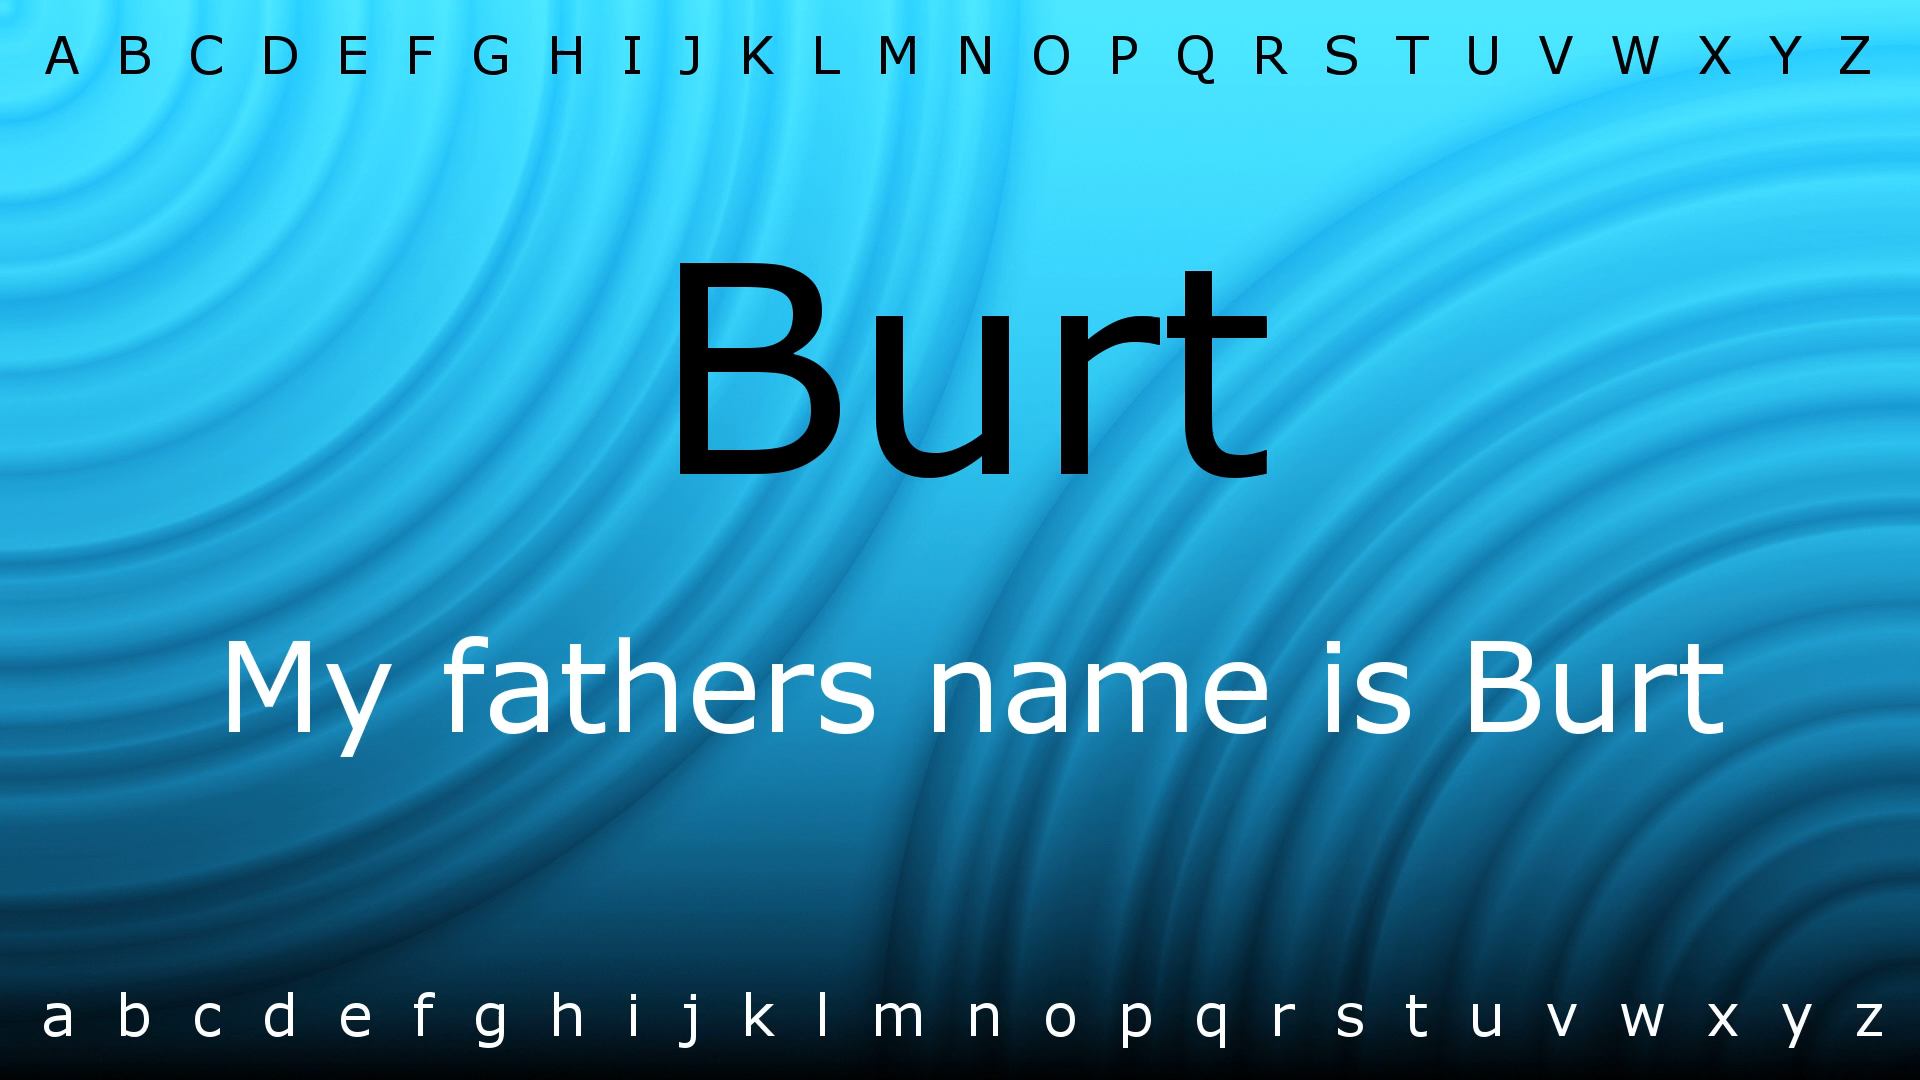 A B C D E F G H I J K L M N O P Q R S T U V W X Y Z
Burt
My fathers name is Burt
a b c d e f g h i j k l m n o p q r s t u v w x y z